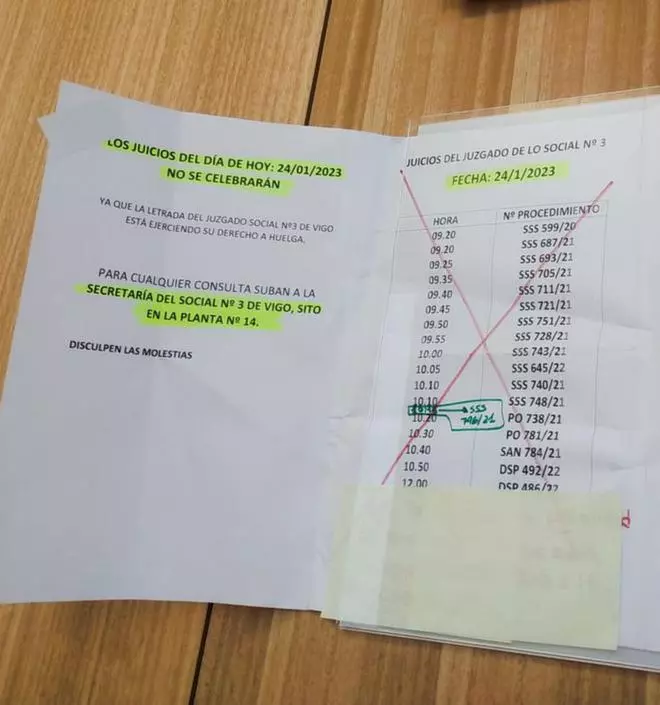 LOS JUICIOS DEL DÍA DE HOY: 24/01/2023
NO SE CELEBRARÁN
YA QUE LA LETRADA DEL JUZGADO SOCIAL Nº3 DE VIGO
ESTÁ EJERCIENDO SU DERECHO A HUELGA.
PARA CUALQUIER CONSULTA SUBAN A LA
SECRETARÍA DEL SOCIAL Nº 3 DE VIGO, SITO
EN LA PLANTA Nº 14.
DISCULPEN LAS MOLESTIAS
JUICIOS DEL JUZGADO DE LO SOCIAL Nº 3
FECHA: 24/1/2023
HORA Nº PROCEDIMIENTO
09.20 SSS 599/20
09.20 SSS 687/21
09.25 SSS 693/21
09.35 SSS 705/21
09.40 SSS 711/21
09.45 SSS 721/21
09.50 SSS 751/21
09.55 SSS 728/21
10.00 SSS 743/21
10.05 SSS 645/22
10.10 SSS 740/21
10.10 SSS 748/21
SSS
796/21
10.20 PO 738/21
10.30 PO 781/21
10.40 SAN 784/21
10.50 DSP 492/22
12.00 DSP 486/22